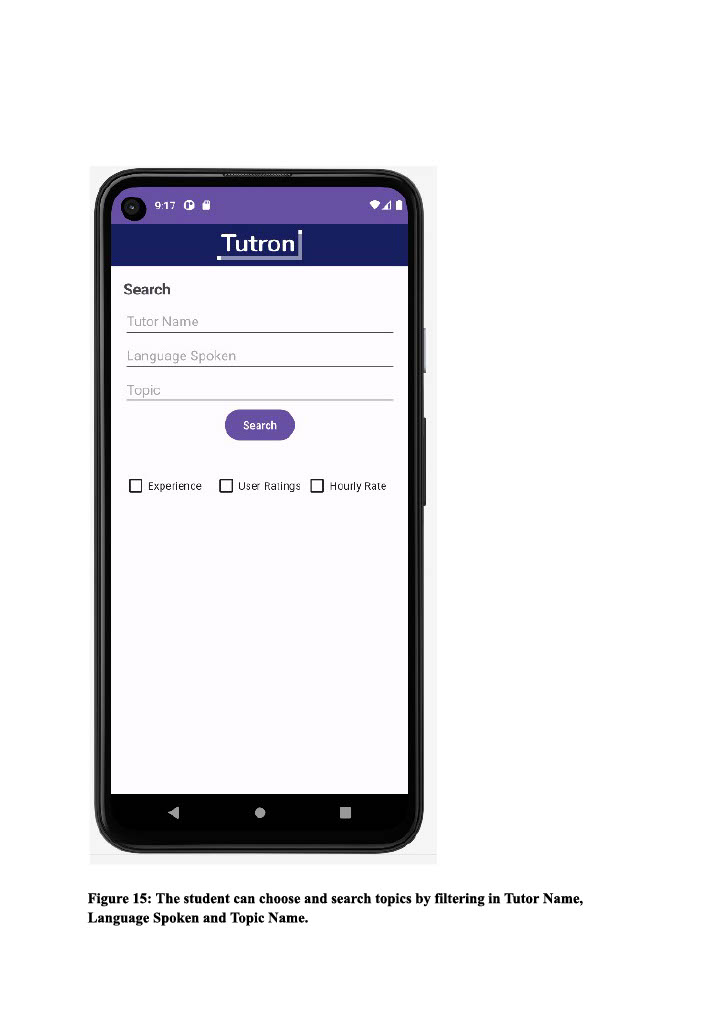 9:17
Tutron
Search
Tutor Name
Language Spoken
Topic
Search
Experience User Ratings Hourly Rate
Figure 15: The student can choose and search topics by filtering in Tutor Name,
Language Spoken and Topic Name.